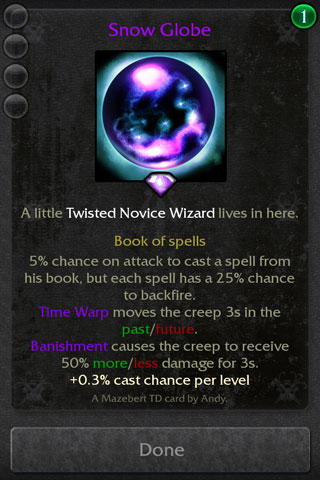 Snow Globe
1
A little Twisted Novice Wizard lives in here.
Book of spells
5% chance on attack to cast a spell from
his book, but each spell has a 25% chance
to backfire.
Time Warp moves the creep 3s in the
past/future.
Banishment causes the creep to receive
50% more/less damage for 3s.
+0.3% cast chance per level
A Mazebert TD card by Andy.
Done